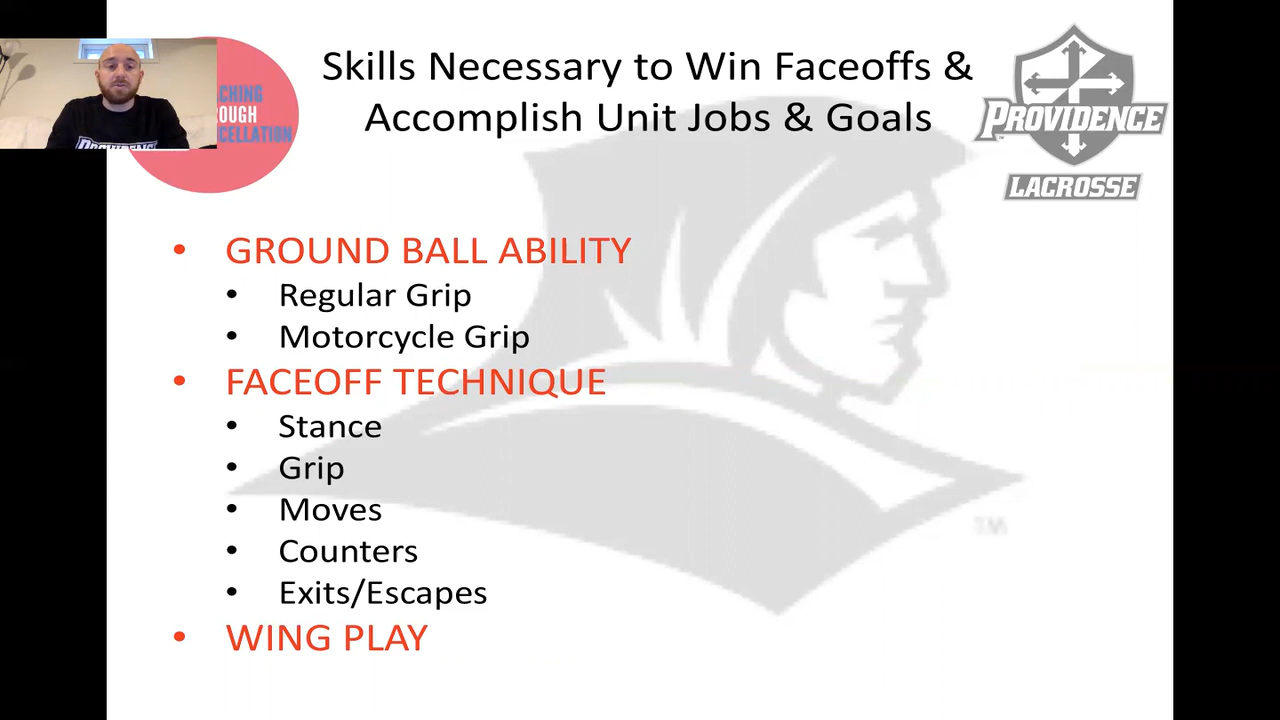 Skills Necessary to Win Faceoffs &
Accomplish Unit Jobs & Goals
PROVIDENCE
LACROSSE
• GROUND BALL ABILITY
• Regular Grip
• Motorcycle Grip
• FACEOFF TECHNIQUE
• Stance
• Grip
• Moves
• Counters
• Exits/Escapes
• WING PLAY
TM